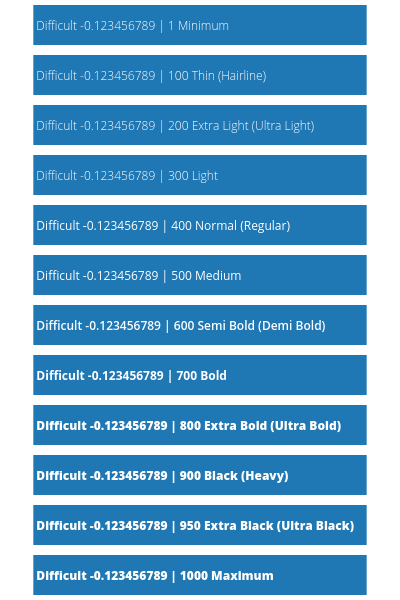 Difficult -0.123456789 | 1 Minimum
Difficult -0.123456789 | 100 Thin (Hairline)
Difficult -0.123456789 | 200 Extra Light (Ultra Light)
Difficult -0.123456789 | 300 Light
Difficult -0.123456789 | 400 Normal (Regular)
Difficult -0.123456789 | 500 Medium
Difficult -0.123456789 | 600 Semi Bold (Demi Bold)
Difficult -0.123456789 | 700 Bold
Difficult -0.123456789 | 800 Extra Bold (Ultra Bold)
Difficult -0.123456789 | 900 Black (Heavy)
Difficult -0.123456789 | 950 Extra Black (Ultra Black)
Difficult -0.123456789 | 1000 Maximum